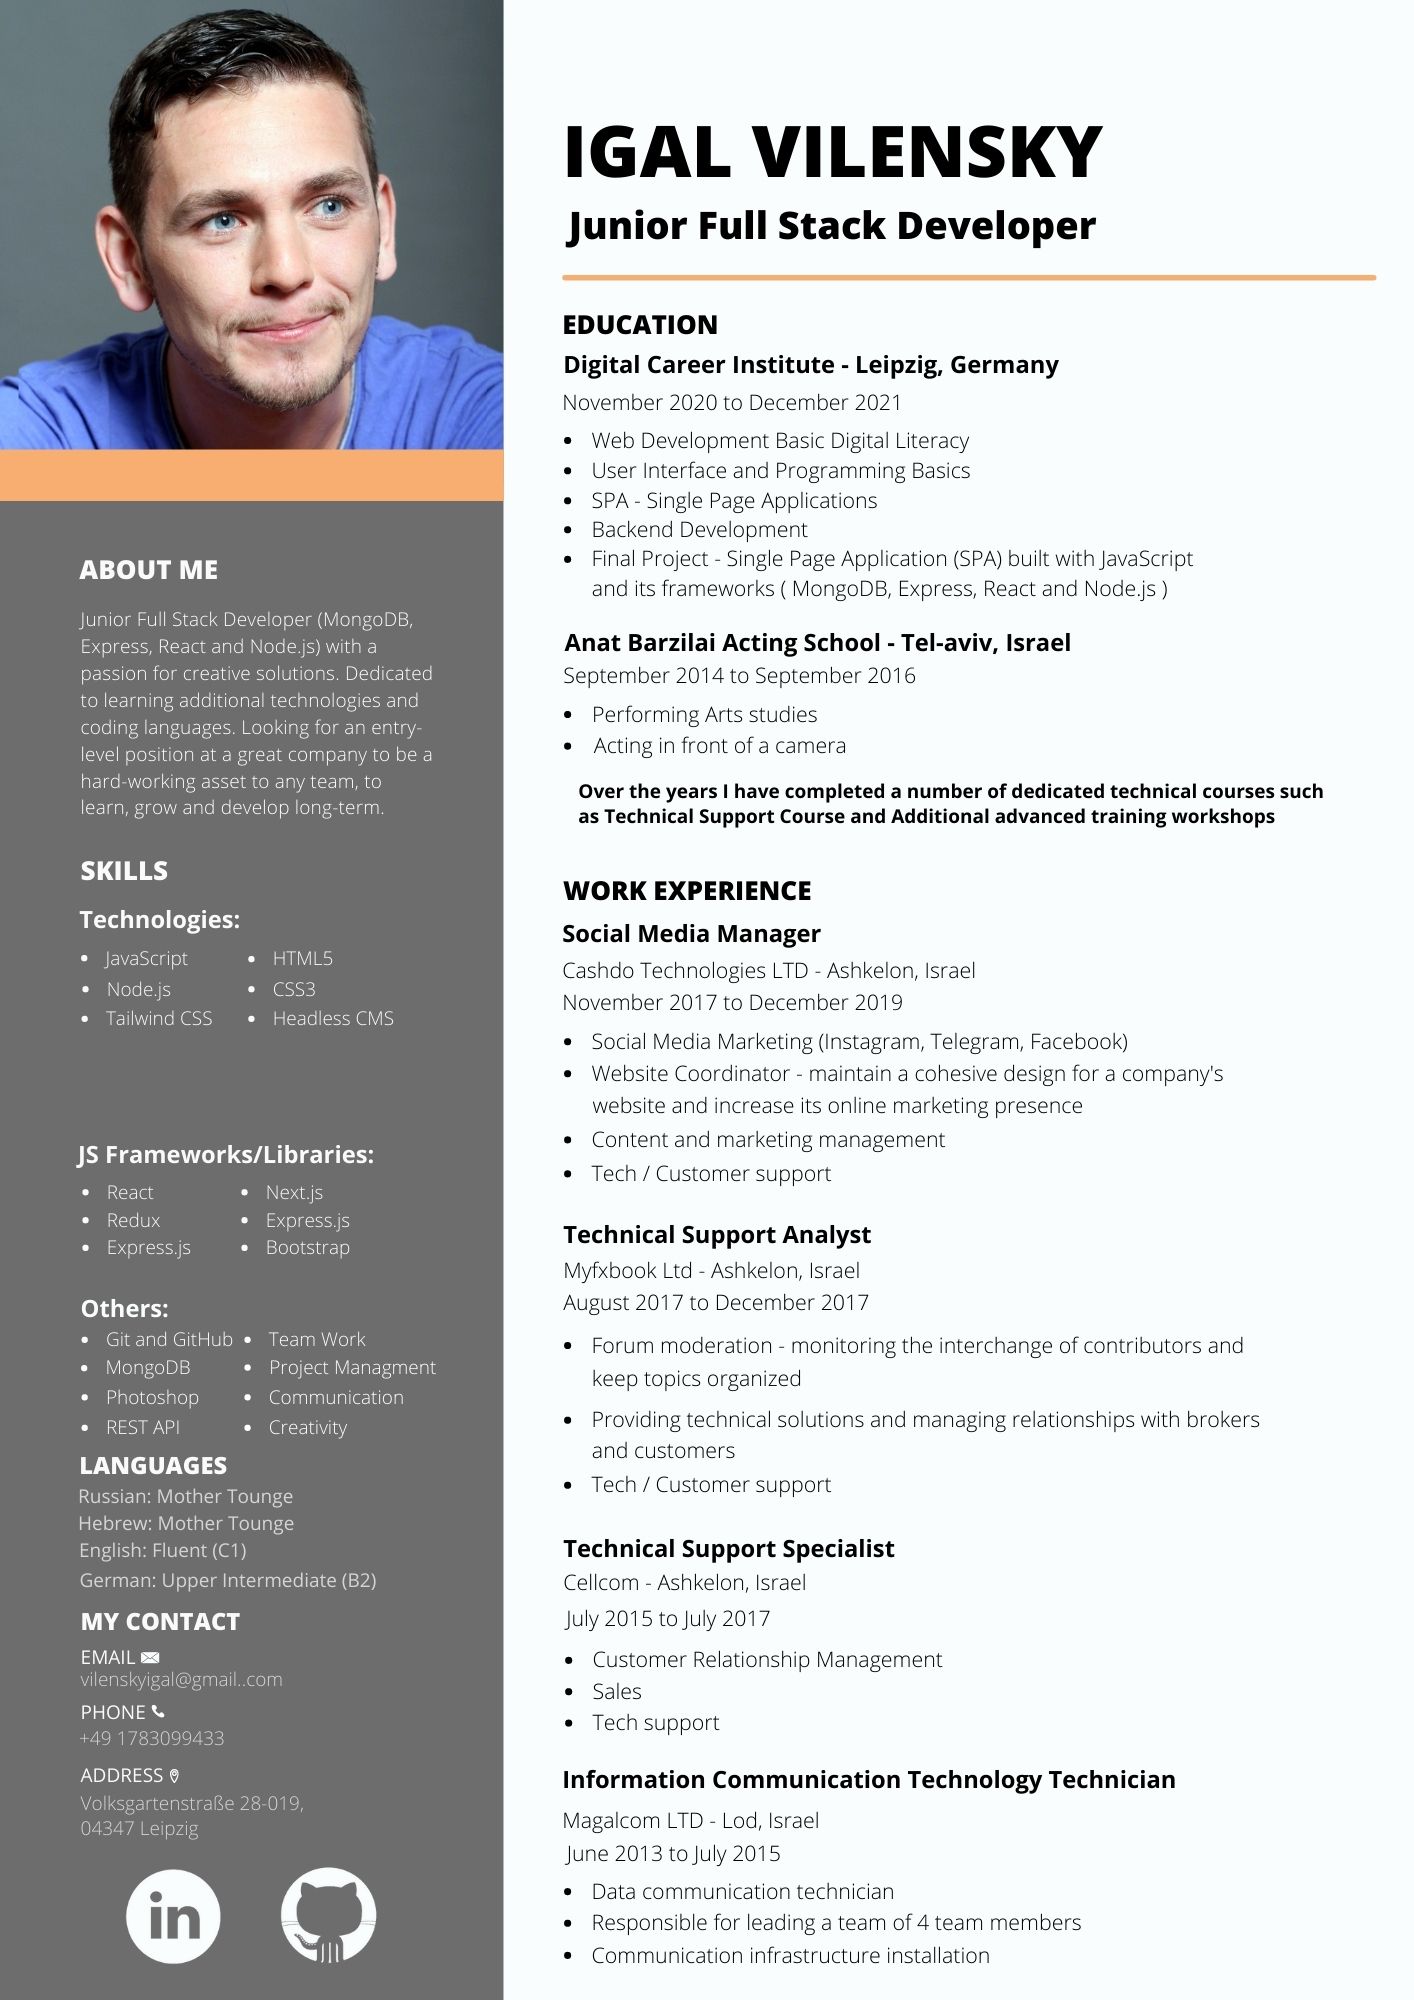 IGAL VILENSKY
Junior Full Stack Developer
EDUCATION
Digital Career Institute - Leipzig, Germany
November 2020 to December 2021
• Web Development Basic Digital Literacy
• User Interface and Programming Basics
• SPA - Single Page Applications
• Backend Development
• Final Project - Single Page Application (SPA) built with JavaScript
and its frameworks ( MongoDB, Express, React and Node.js )
Anat Barzilai Acting School - Tel-aviv, Israel
September 2014 to September 2016
• Performing Arts studies
• Acting in front of a camera
Over the years I have completed a number of dedicated technical courses such
as Technical Support Course and Additional advanced training workshops
WORK EXPERIENCE
Social Media Manager
Cashdo Technologies LTD - Ashkelon, Israel
November 2017 to December 2019
• Social Media Marketing (Instagram, Telegram, Facebook)
• Website Coordinator - maintain a cohesive design for a company's
website and increase its online marketing presence
• Content and marketing management
• Tech / Customer support
Technical Support Analyst
Myfxbook Ltd - Ashkelon, Israel
August 2017 to December 2017
• Forum moderation - monitoring the interchange of contributors and
keep topics organized
• Providing technical solutions and managing relationships with brokers
and customers
• Tech / Customer support
Technical Support Specialist
Cellcom - Ashkelon, Israel
July 2015 to July 2017
• Customer Relationship Management
• Sales
• Tech support
Information Communication Technology Technician
Magalcom LTD - Lod, Israel
June 2013 to July 2015
• Data communication technician
• Responsible for leading a team of 4 team members
• Communication infrastructure installation
ABOUT ME
Junior Full Stack Developer (MongoDB,
Express, React and Node.js) with a
passion for creative solutions. Dedicated
to learning additional technologies and
coding languages. Looking for an entry-
level position at a great company to be a
hard-working asset to any team, to
learn, grow and develop long-term.
SKILLS
Technologies:
• JavaScript • HTML5
• Node.js • CSS3
• Tailwind CSS • Headless CMS
JS Frameworks/Libraries:
• React • Next.js
• Redux • Express.js
• Express.js • Bootstrap
Others:
• Git and GitHub • Team Work
• MongoDB • Project Managment
• Photoshop • Communication
• REST API • Creativity
LANGUAGES
Russian: Mother Tounge
Hebrew: Mother Tounge
English: Fluent (C1)
German: Upper Intermediate (B2)
MY CONTACT
EMAIL
vilenskyigal@gmail..com
PHONE
+49 1783099433
ADDRESS
Volksgartenstraße 28-019,
04347 Leipzig
in